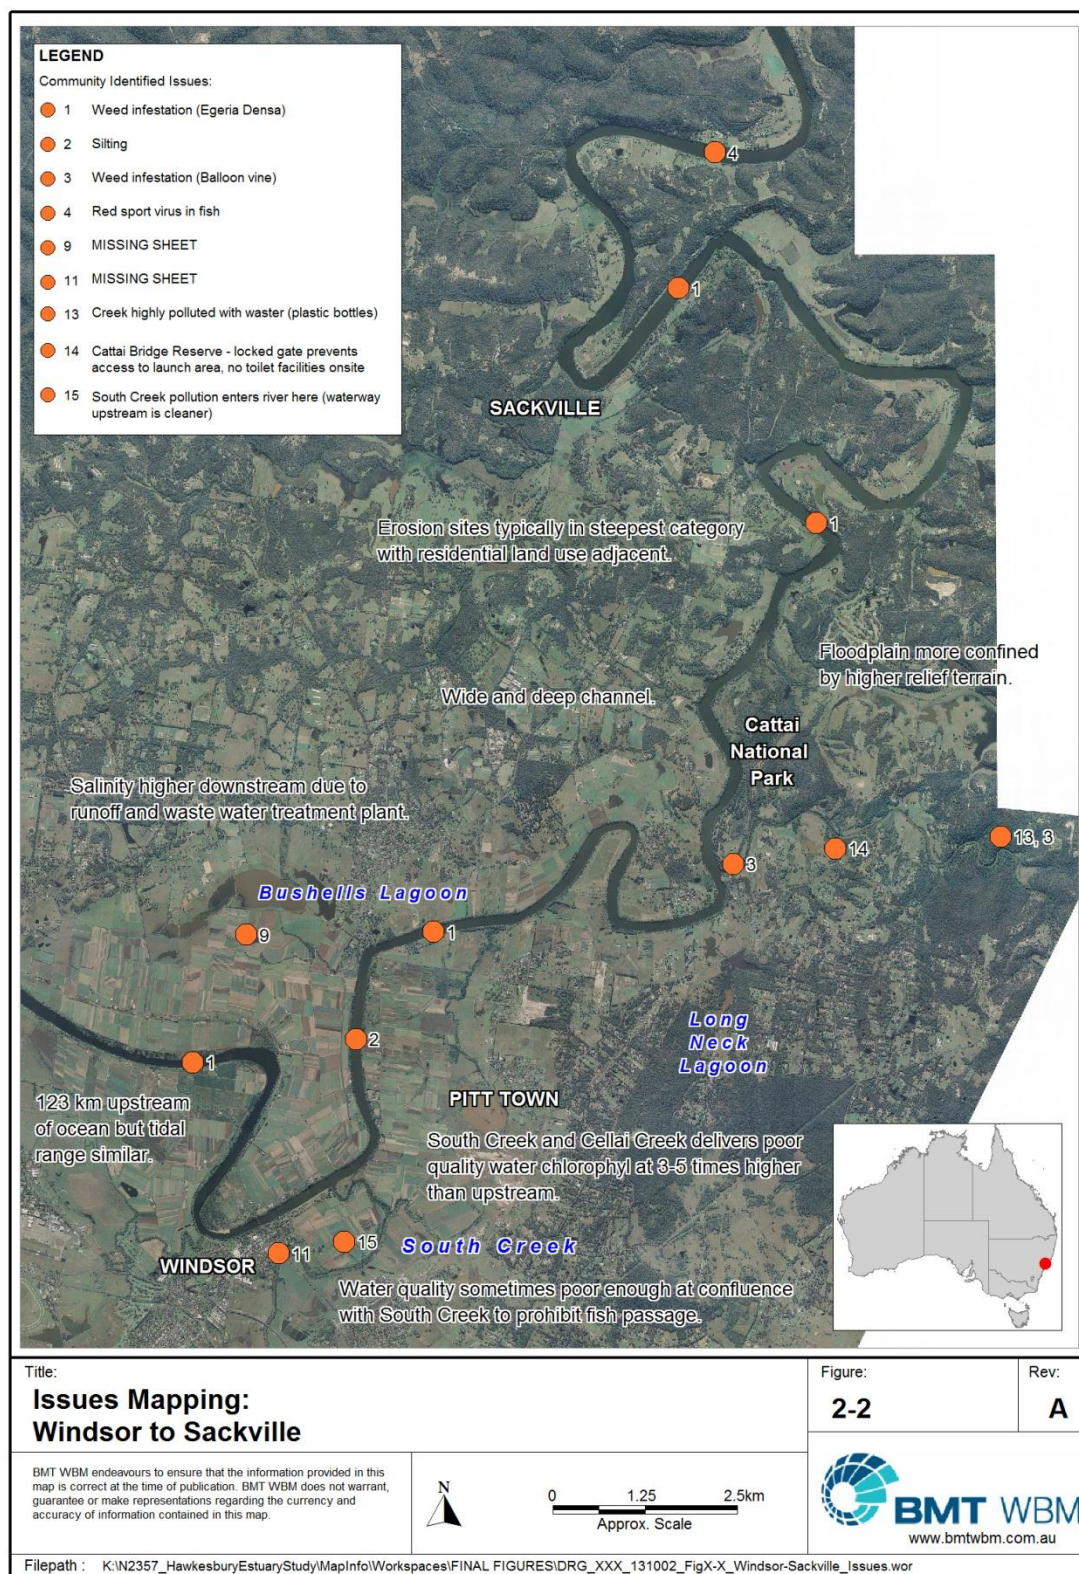 LEGEND
Community Identified Issues:
1 Weed infestation (Egeria Densa)
2 Silting
3 Weed infestation (Balloon vine)
4 Red sport virus in fish
9 MISSING SHEET
11 MISSING SHEET
13 Creek highly polluted with waster (plastic bottles)
14 Cattai Bridge Reserve - locked gate prevents
access to launch area, no toilet facilities onsite
15 South Creek pollution enters river here (waterway
upstream is cleaner)
4
1
SACKVILLE
1
Erosion sites typically in steepest category
with residential land use adjacent.
Floodplain more confined
by higher relief terrain.
Wide and deep channel.
Cattai
National
Park
Salinity higher downstream due to
runoff and waste water treatment plant.
13, 3
14
3
Bushells Lagoon
9
1
Long
Neck
Lagoon
2
1
123 km upstream
of ocean but tidal
range similar.
PITT TOWN
South Creek and Cellai Creek delivers poor
quality water chlorophyl at 3-5 times higher
than upstream.
15
South Creek
11
WINDSOR
Water quality sometimes poor enough at confluence
with South Creek to prohibit fish passage.
Title:
Issues Mapping:
Windsor to Sackville
Figure:
2-2
Rev:
A
BMT WBM endeavours to ensure that the information provided in this
map is correct at the time of publication. BMT WBM does not warrant,
guarantee or make representations regarding the currency and
accuracy of information contained in this map.
N
0 1.25 2.5km
Approx. Scale
BMT WBM
www.bmtwbm.com.au
Filepath : K:\N2357_HawkesburyEstuaryStudy\MapInfo\Workspaces\FINAL FIGURES\DRG_XXX_131002_FigX-X_Windsor-Sackville_Issues.wor